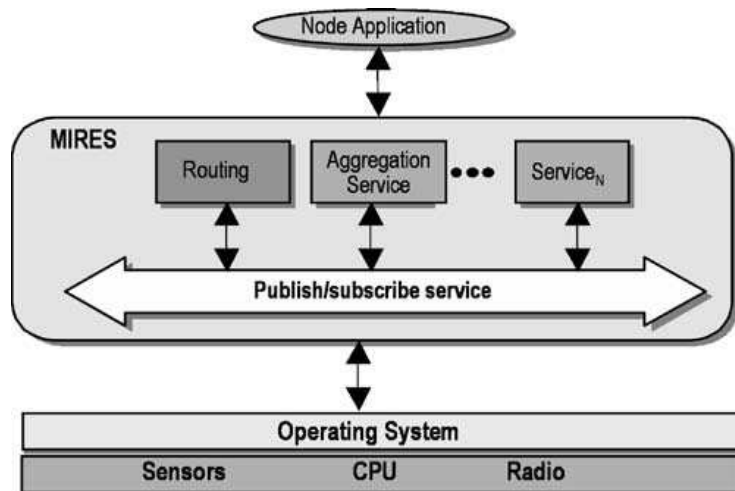 Node Application
MIRES
Routing
Aggregation
Service
Service_N
Publish/subscribe service
Operating System
Sensors CPU Radio